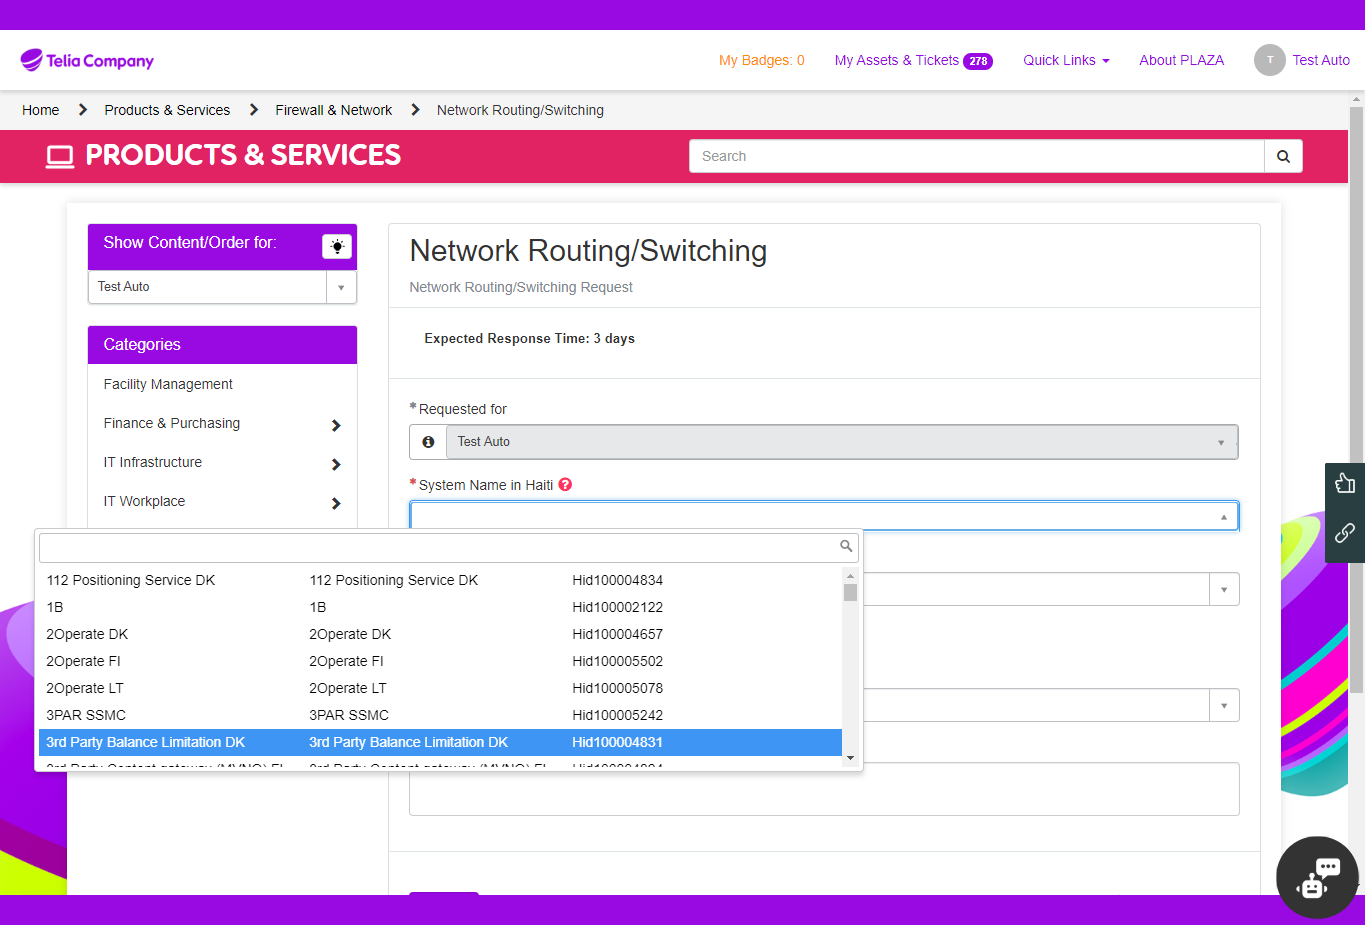 Telia Company
My Badges: 0
My Assets & Tickets 278
Quick Links
About PLAZA
T
Test Auto
Home
Products & Services
Firewall & Network
Network Routing/Switching
PRODUCTS & SERVICES
Search
Show Content/Order for:
Test Auto
Categories
Facility Management
Finance & Purchasing
IT Infrastructure
IT Workplace
Network Routing/Switching
Network Routing/Switching Request
Expected Response Time: 3 days
* Requested for
Test Auto
* System Name in Haiti
112 Positioning Service DK 112 Positioning Service DK Hid100004834
1B 1B Hid100002122
2Operate DK 2Operate DK Hid100004657
2Operate FI 2Operate FI Hid100005502
2Operate LT 2Operate LT Hid100005078
3PAR SSMC 3PAR SSMC Hid100005242
3rd Party Balance Limitation DK 3rd Party Balance Limitation DK Hid100004831